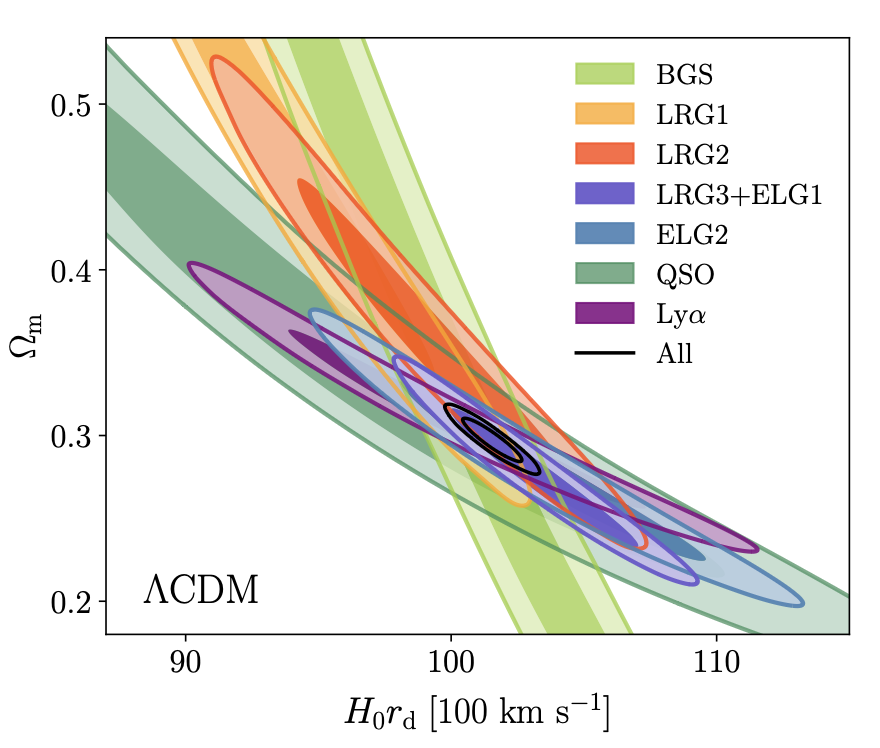 BGS
LRG1
LRG2
LRG3+ELG1
ELG2
QSO
Lyα
All
ΛCDM
0.5
0.4
0.3
0.2
Ωm
90 100 110
H₀r_d [100 km s⁻¹]